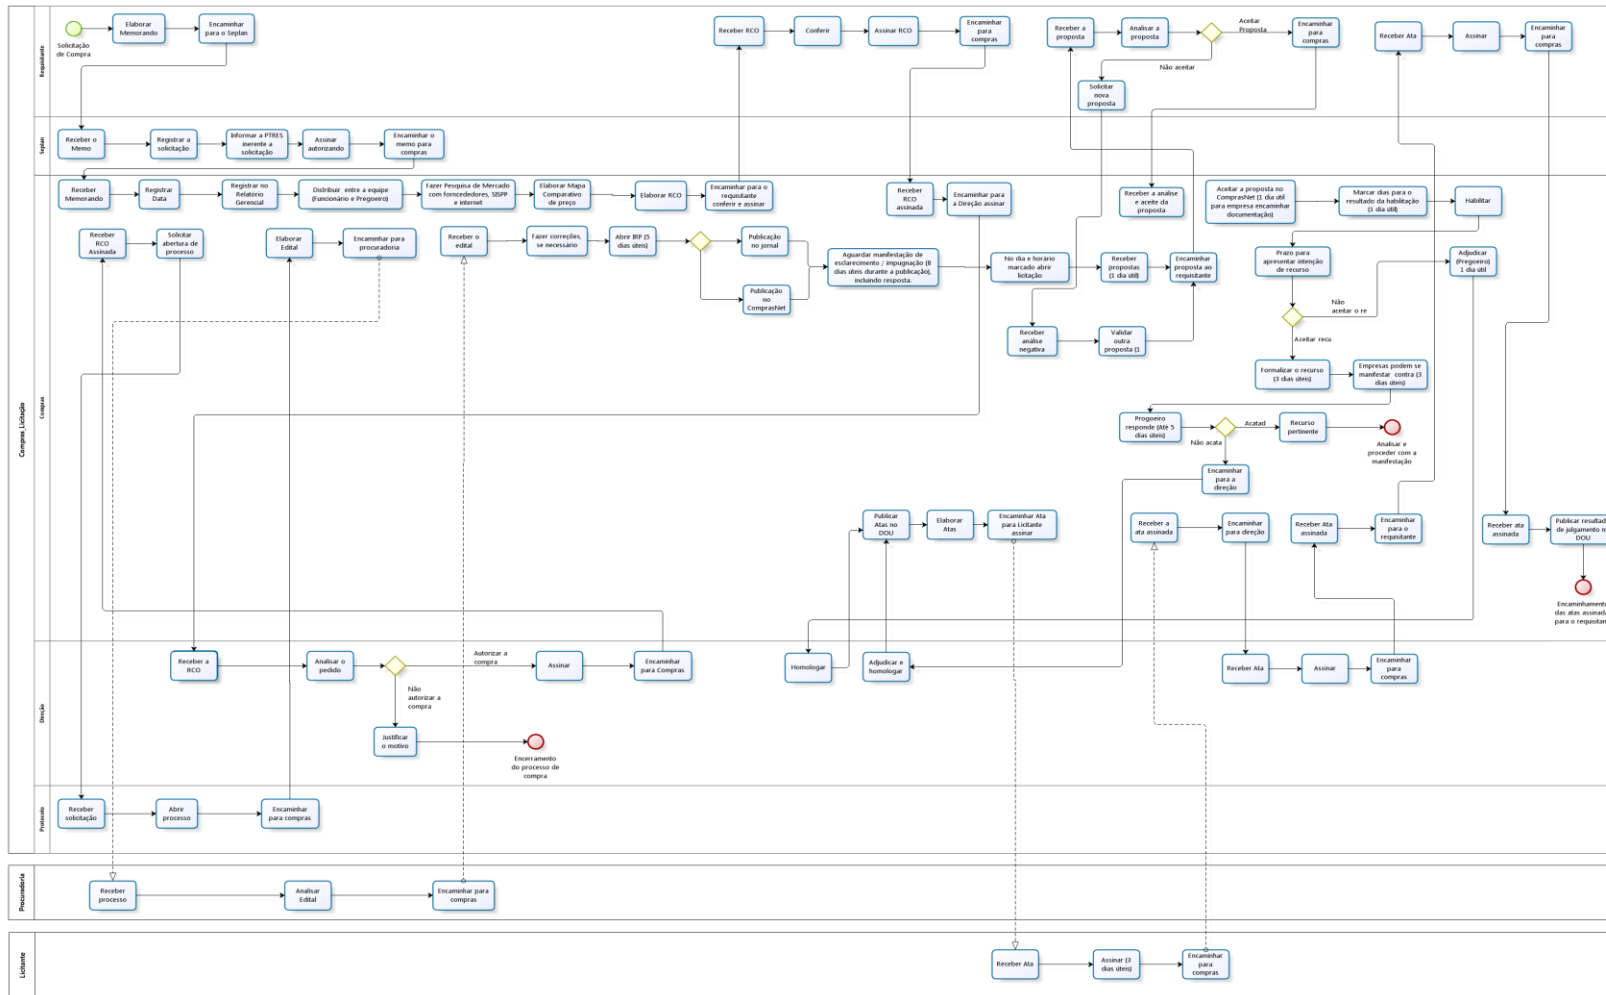 Compras_Licitação
Requisitante
Solicitação
de Compra
Elaborar
Memorando
Encaminhar
para o Seplan
Receber RCO
Conferir
Assinar RCO
Encaminhar
para
compras
Receber a
proposta
Analisar a
proposta
Aceitar
Proposta
Encaminhar
para
compras
Não aceitar
Solicitar
nova
proposta
Receber Ata
Assinar
Encaminhar
para
compras
Seplan
Receber o
Memo
Registrar a
solicitação
Informar a PTRES
inerente a
solicitação
Assinar
autorizando
Encaminhar o
memo para
compras
Compras
Receber
Memorando
Registrar
Data
Registrar no
Relatório
Gerencial
Distribuir entre a equipe
(Funcionário e Pregoeiro)
Fazer Pesquisa de Mercado
com forncedores, SISPP
e internet
Elaborar Mapa
Comparativo
de preço
Elaborar RCO
Encaminhar para o
requisitante
conferir e assinar
Receber
RCO
assinada
Encaminhar para
a Direção assinar
Receber a análise
e aceite da
proposta
Aceitar a proposta no
ComprasNet (1 dia útil
para empresa encaminhar
documentação)
Marcar dias para o
resultado da habilitação
(1 dia útil)
Habilitar
Receber
RCO
Assinada
Solicitar
abertura de
processo
Elaborar
Edital
Encaminhar para
procuradoria
Receber o
edital
Fazer correções,
se necessário
Abrir IRP (5
dias úteis)
Publicação
no jornal
Publicação
no
ComprasNet
Aguardar manifestação de
esclarecimento / impugnação (8
dias úteis durante a publicação),
incluindo resposta.
No dia e horário
marcado abrir
licitação
Receber
propostas
(1 dia útil)
Encaminhar
proposta ao
requisitante
Receber
análise
negativa
Validar
outra
proposta (1
Prazo para
apresentar intenção
de recurso
Adjudicar
(Pregoeiro)
1 dia útil
Não
aceitar o re
Aceitar recu
Formalizar o recurso
(3 dias úteis)
Empresas podem se
manifestar contra (3
dias úteis)
Progoeiro
responde (Até 5
dias úteis)
Acatad
Não acata
Recurso
pertinente
Analisar e
proceder com a
manifestação
Encaminhar
para a
direção
Publicar
Atas no
DOU
Elaborar
Atas
Encaminhar Ata
para Licitante
assinar
Receber a
ata assinada
Encaminhar
para direção
Receber Ata
assinada
Encaminhar
para o
requisitante
Receber ata
assinada
Publicar resultad
de julgamento n
DOU
Encaminhamento
das atas assinad
para o requisitan
Direção
Receber a
RCO
Analisar o
pedido
Autorizar a
compra
Não
autorizar a
compra
Assinar
Encaminhar
para Compras
Justificar
o motivo
Encerramento
do processo de
compra
Homologar
Adjudicar e
homologar
Receber Ata
Assinar
Encaminhar
para
compras
Protocolo
Receber
solicitação
Abrir
processo
Encaminhar
para compras
Procuradoria
Receber
processo
Analisar
Edital
Encaminhar para
compras
Licitante
Receber Ata
Assinar (3
dias úteis)
Encaminhar
para
compras